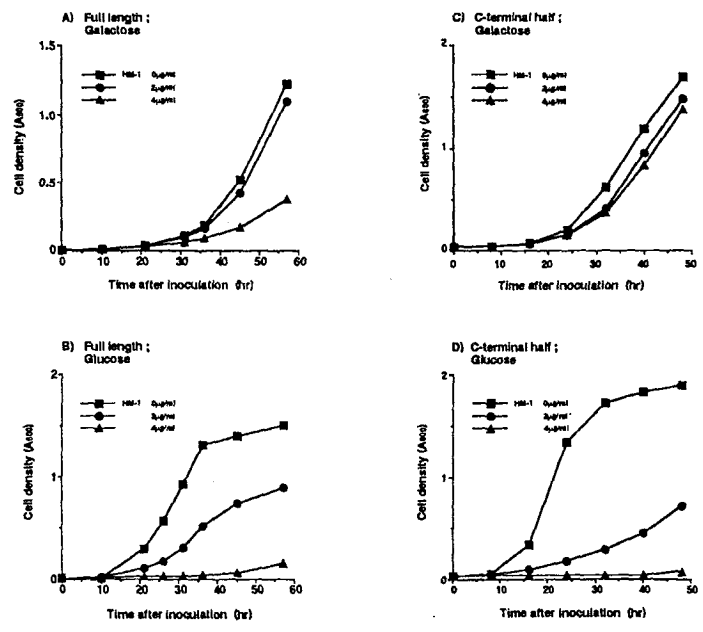 A) Full length ;
Galactose
1.5
1.0
0.5
0
Cell density (A600)
HM-1 0μg/ml
2μg/ml
4μg/ml
0 10 20 30 40 50 60
Time after inoculation (hr)
C) C-terminal half ;
Galactose
2
1
0
Cell density (A600)
HM-1 0μg/ml
2μg/ml
4μg/ml
0 10 20 30 40 50
Time after inoculation (hr)
B) Full length ;
Glucose
2
1
0
Cell density (A600)
HM-1 0μg/ml
2μg/ml
4μg/ml
0 10 20 30 40 50 60
Time after inoculation (hr)
D) C-terminal half ;
Glucose
2
1
0
Cell density (A600)
HM-1 0μg/ml
2μg/ml
4μg/ml
0 10 20 30 40 50
Time after inoculation (hr)